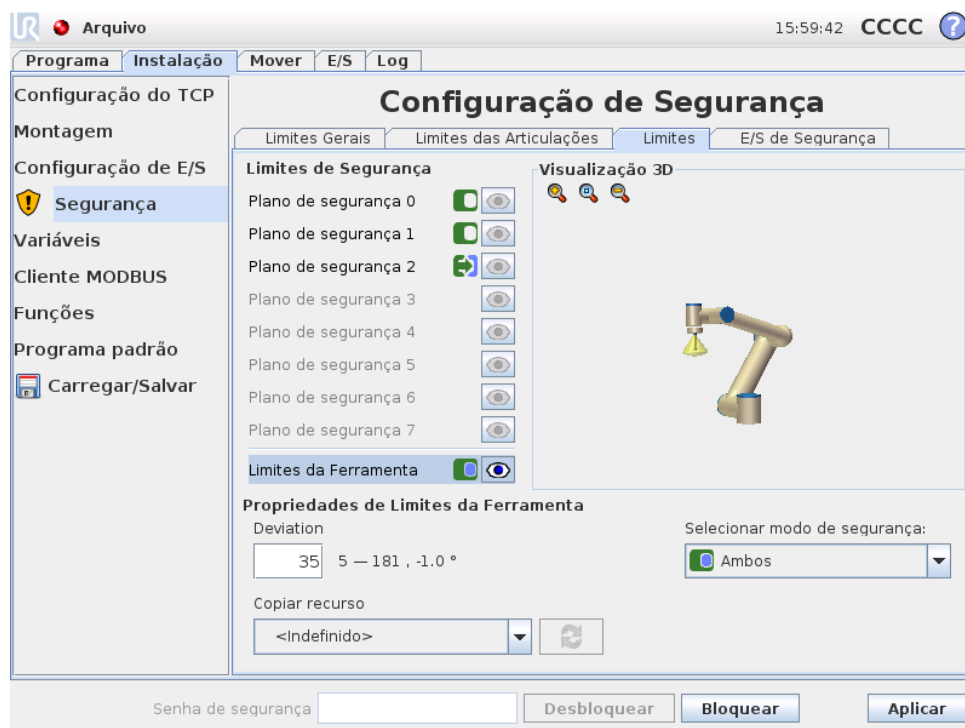 UR Arquivo 15:59:42 CCCC ?
Programa Instalação Mover E/S Log
Configuração do TCP
Montagem
Configuração de E/S
Segurança
Variáveis
Cliente MODBUS
Funções
Programa padrão
Carregar/Salvar
Configuração de Segurança
Limites Gerais Limites das Articulações Limites E/S de Segurança
Limites de Segurança
Plano de segurança 0
Plano de segurança 1
Plano de segurança 2
Plano de segurança 3
Plano de segurança 4
Plano de segurança 5
Plano de segurança 6
Plano de segurança 7
Limites da Ferramenta
Visualização 3D
Propriedades de Limites da Ferramenta
Deviation
35 5 — 181 , -1.0 °
Selecionar modo de segurança:
Ambos
Copiar recurso
<Indefinido>
Senha de segurança Desbloquear Bloquear Aplicar